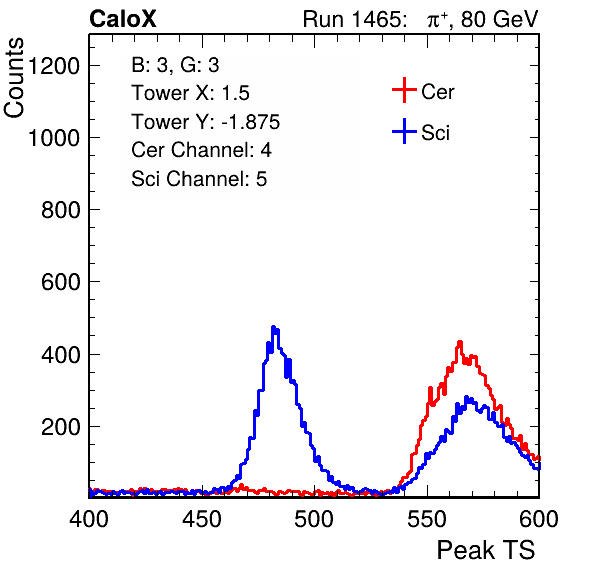 CaloX
Run 1465: π⁺, 80 GeV
Counts
B: 3, G: 3
Tower X: 1.5
Tower Y: -1.875
Cer Channel: 4
Sci Channel: 5
Cer
Sci
1200
1000
800
600
400
200
400 450 500 550 600
Peak TS